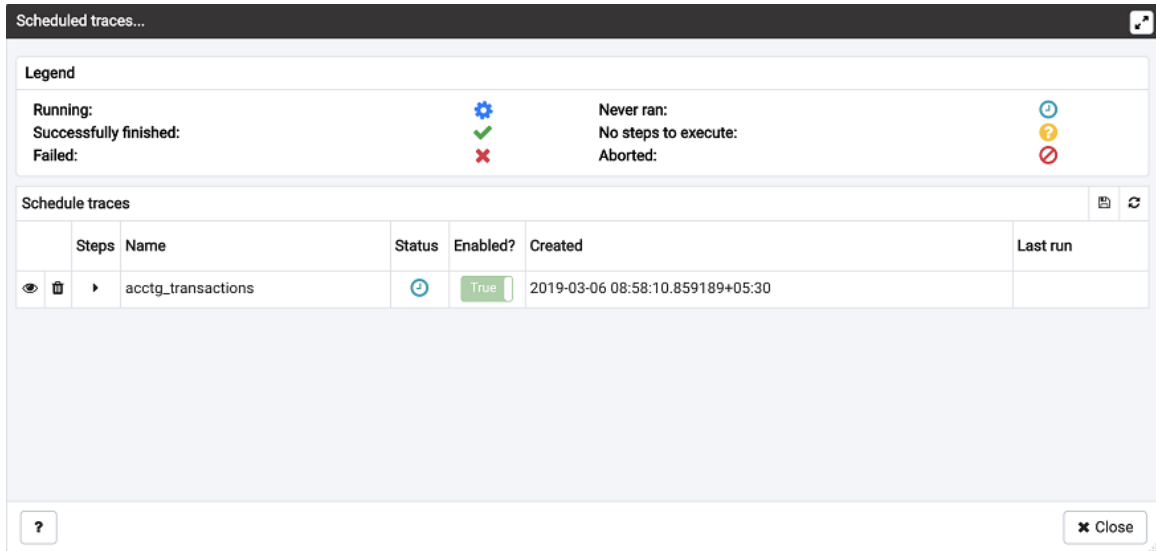 Scheduled traces...
Legend
Running: Never ran:
Successfully finished: No steps to execute:
Failed: Aborted:
Schedule traces
Steps Name Status Enabled? Created Last run
acctg_transactions True 2019-03-06 08:58:10.859189+05:30
? Close